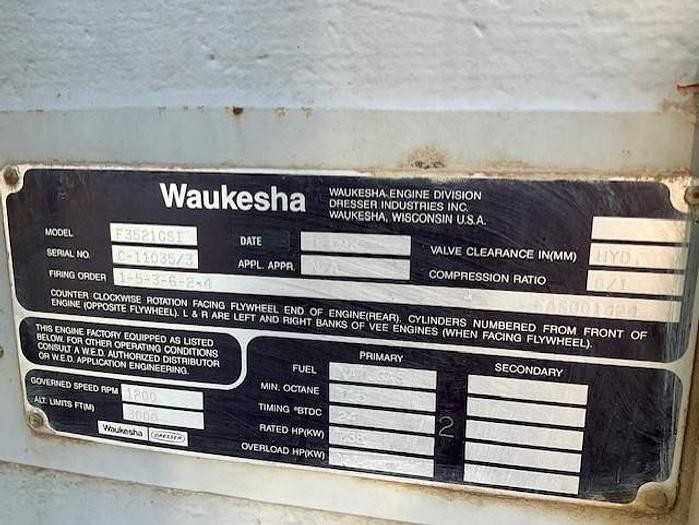 Waukesha
WAUKESHA-ENGINE DIVISION
DRESSER INDUSTRIES INC.
WAUKESHA, WISCONSIN U.S.A.
MODEL F3521GSI DATE
SERIAL NO. C-11035/3 APPL. APPR. VALVE CLEARANCE IN(MM) HYD.
FIRING ORDER 1-5-3-6-2-4 COMPRESSION RATIO 8/1
COUNTER CLOCKWISE ROTATION FACING FLYWHEEL END OF ENGINE(REAR). CYLINDERS NUMBERED FROM FRONT OF
ENGINE (OPPOSITE FLYWHEEL). L & R ARE LEFT AND RIGHT BANKS OF VEE ENGINES (WHEN FACING FLYWHEEL).
THIS ENGINE FACTORY EQUIPPED AS LISTED
BELOW. FOR OTHER OPERATING CONDITIONS
CONSULT A W.E.D. AUTHORIZED DISTRIBUTOR
OR W.E.D. APPLICATION ENGINEERING.
GOVERNED SPEED RPM 1200
ALT. LIMITS FT(M) 3000
Waukesha DRESSER
PRIMARY SECONDARY
FUEL NAT-GAS
MIN. OCTANE
TIMING °BTDC
RATED HP(KW) 2
OVERLOAD HP(KW)